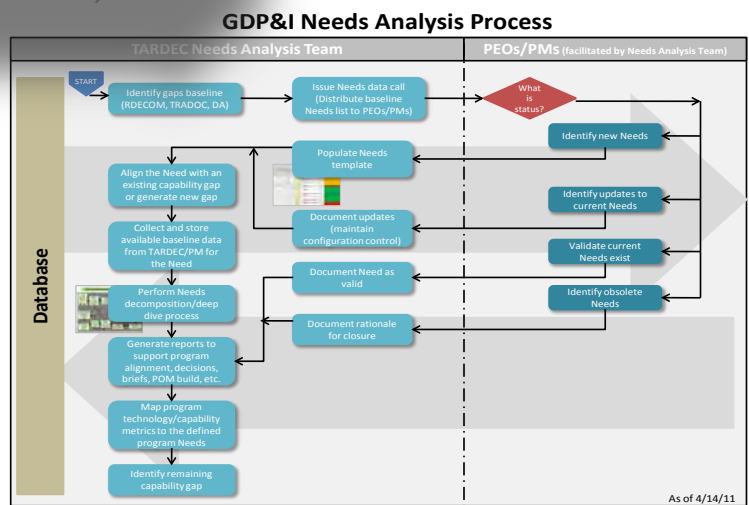 GDP&I Needs Analysis Process
TARDEC Needs Analysis Team
PEOs/PMs (facilitated by Needs Analysis Team)
START
Identify gaps baseline
(RDECOM, TRADOC, DA)
Issue Needs data call
(Distribute baseline
Needs list to PEOs/PMs)
What
is
status?
Identify new Needs
Populate Needs
template
Align the Need with an
existing capability gap
or generate new gap
Identify updates to
current Needs
Document updates
(maintain
configuration control)
Collect and store
available baseline data
from TARDEC/PM for
the Need
Validate current
Needs exist
Document Need as
valid
Database
Perform Needs
decomposition/deep
dive process
Identify obsolete
Needs
Document rationale
for closure
Generate reports to
support program
alignment, decisions,
briefs, POM build, etc.
Map program
technology/capability
metrics to the defined
program Needs
Identify remaining
capability gap
As of 4/14/11